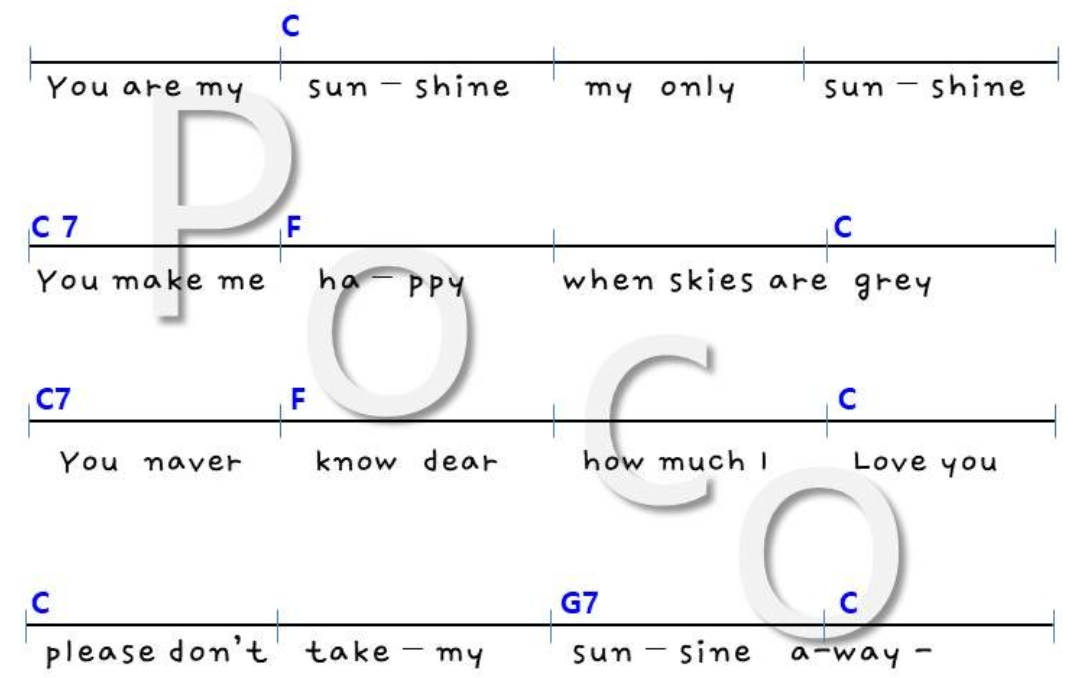 C
You are my sun - shine my only sun - shine
C 7 F C
You make me ha - ppy when skies are grey
C7 F C
You naver know dear how much I Love you
C G7 C
please don't take - my sun - sine a-way -
P
o
c
o